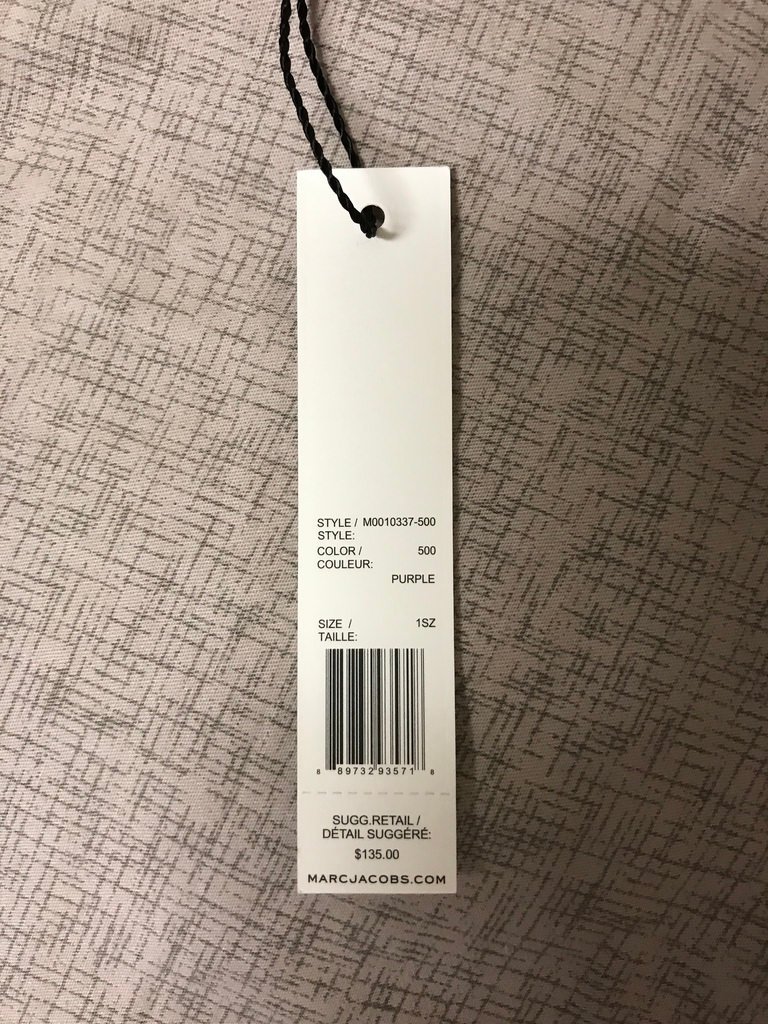 STYLE / M0010337-500
STYLE:
COLOR / 500
COULEUR:
PURPLE
SIZE / 1SZ
TAILLE:
8 89732 93571 8
SUGG.RETAIL /
DÉTAIL SUGGÉRÉ:
$135.00
MARCJACOBS.COM